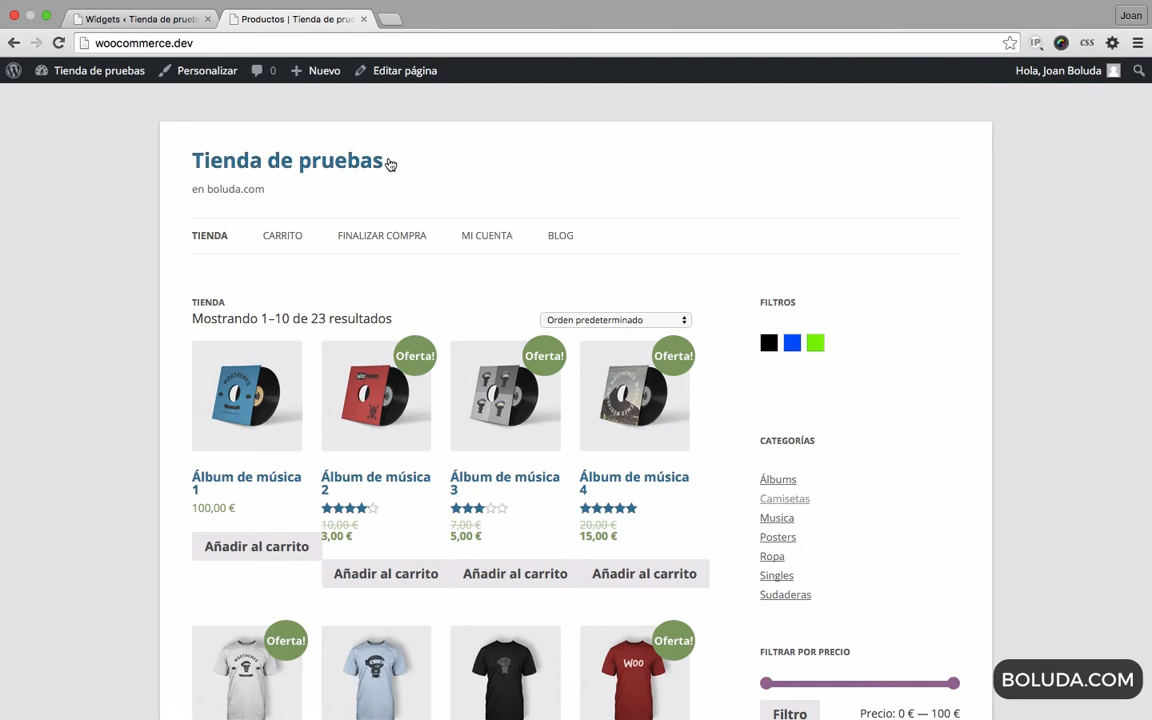 Widgets ‹ Tienda de prueb
Productos | Tienda de pru
Joan
woocommerce.dev
IP
CSS
Tienda de pruebas
Personalizar
0
Nuevo
Editar página
Hola, Joan Boluda
Tienda de pruebas
en boluda.com
TIENDA
CARRITO
FINALIZAR COMPRA
MI CUENTA
BLOG
TIENDA
Mostrando 1–10 de 23 resultados
Orden predeterminado
FILTROS
Oferta!
Oferta!
Oferta!
Álbum de música
1
100,00 €
Añadir al carrito
Álbum de música
2
10,00 €
3,00 €
Añadir al carrito
Álbum de música
3
7,00 €
5,00 €
Añadir al carrito
Álbum de música
4
20,00 €
15,00 €
Añadir al carrito
CATEGORÍAS
Álbums
Camisetas
Musica
Posters
Ropa
Singles
Sudaderas
Oferta!
Oferta!
WOO
FILTRAR POR PRECIO
Filtro
Precio: 0 € — 100 €
BOLUDA.COM